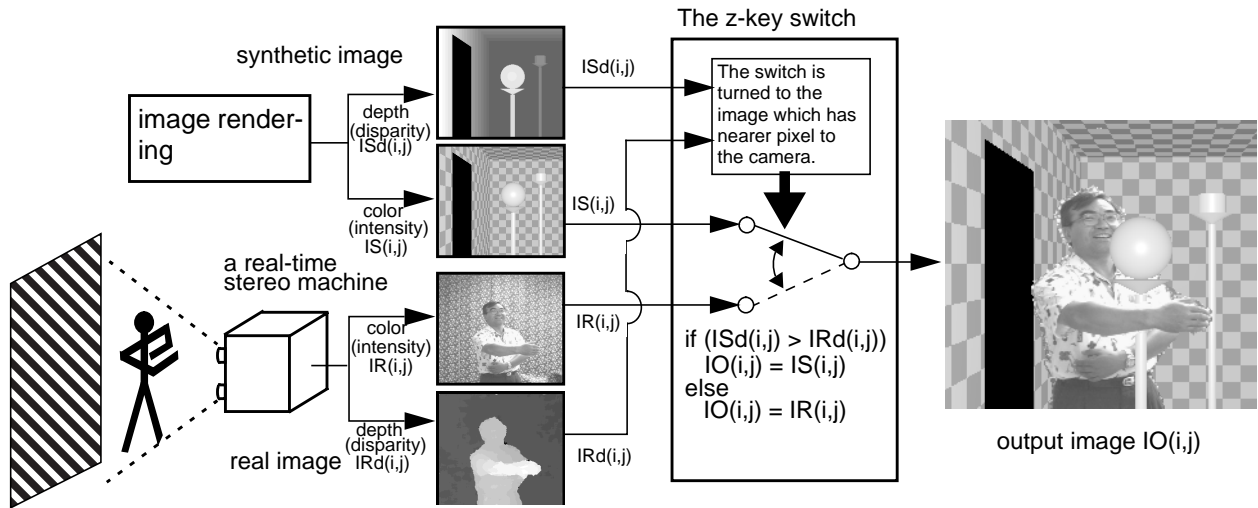 The z-key switch
synthetic image
ISd(i,j)
The switch is
turned to the
image which has
nearer pixel to
the camera.
image render-
ing
depth
(disparity)
ISd(i,j)
color
(intensity)
IS(i,j)
IS(i,j)
a real-time
stereo machine
color
(intensity)
IR(i,j)
IR(i,j)
if (ISd(i,j) > IRd(i,j))
IO(i,j) = IS(i,j)
else
IO(i,j) = IR(i,j)
depth
(disparity)
IRd(i,j)
real image
IRd(i,j)
output image IO(i,j)